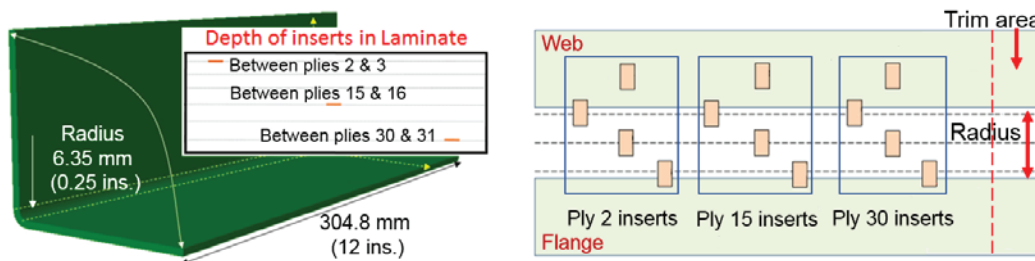 Depth of inserts in Laminate
Between plies 2 & 3
Between plies 15 & 16
Between plies 30 & 31
Radius
6.35 mm
(0.25 ins.)
304.8 mm
(12 ins.)
Trim area
Web
Radius
Ply 2 inserts
Ply 15 inserts
Ply 30 inserts
Flange